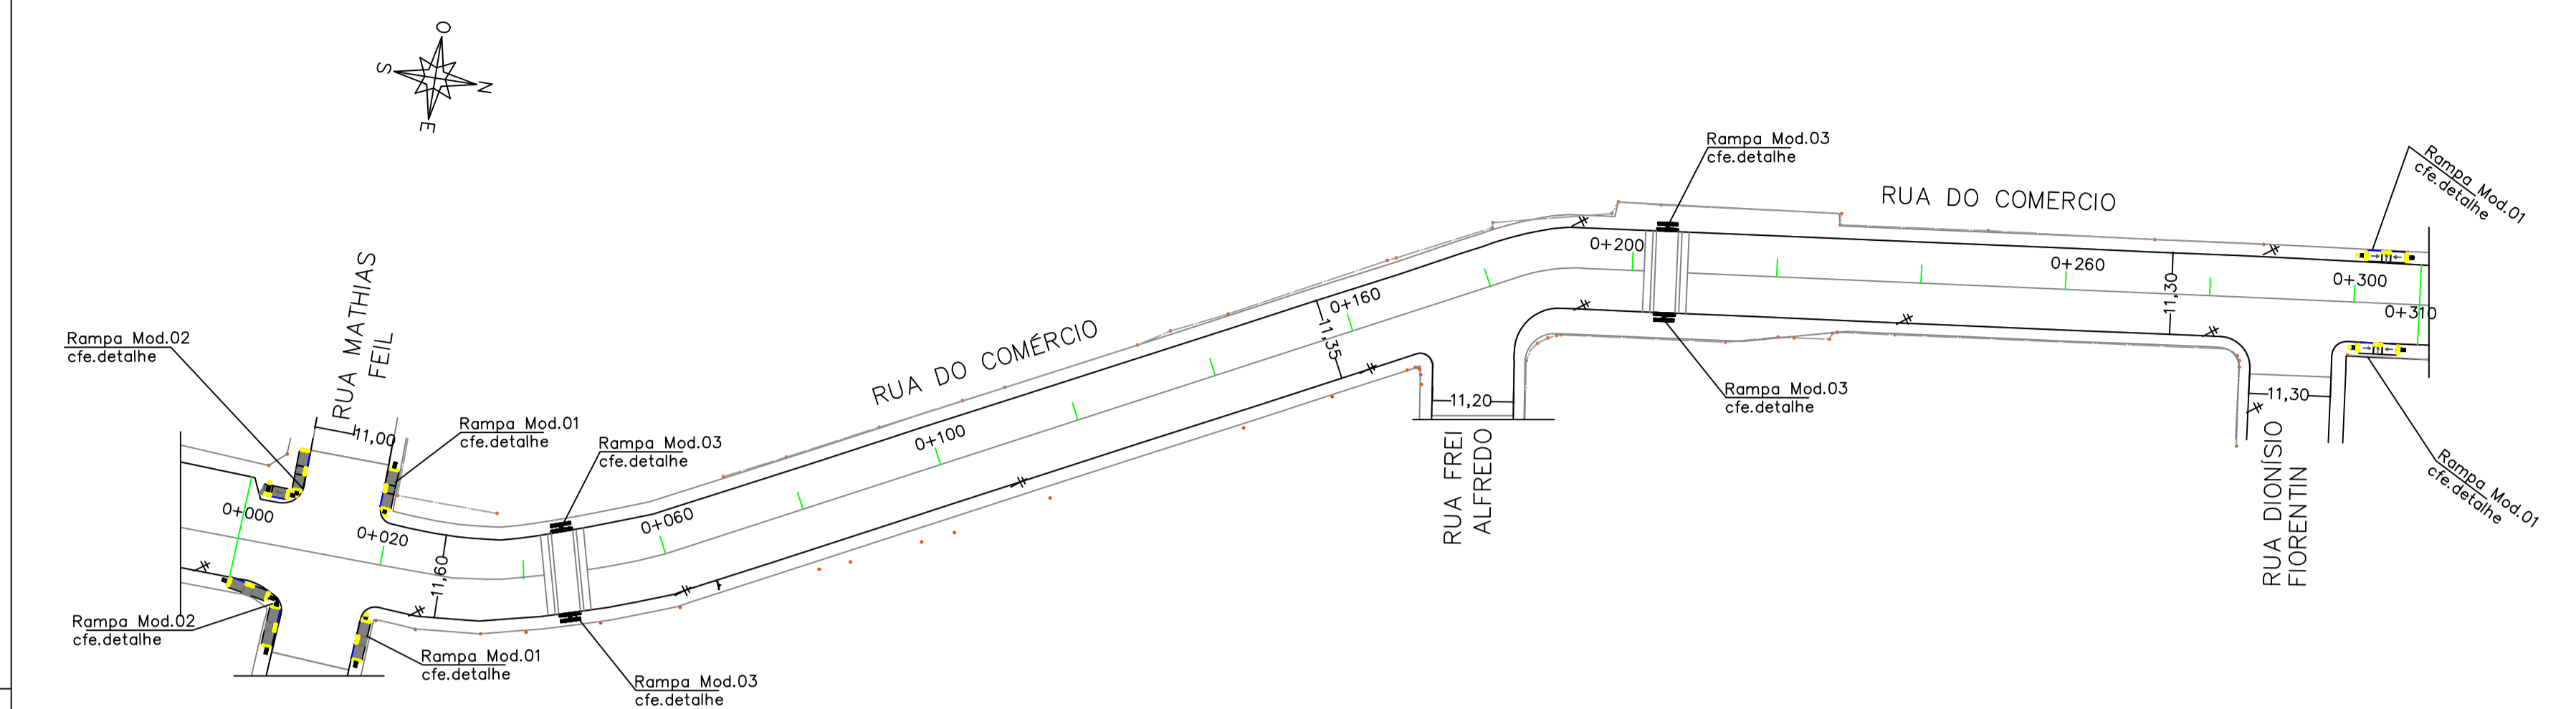 O
S
N
E
Rampa Mod.02
cfe.detalhe
RUA MATHIAS
FEIL
11,00
Rampa Mod.01
cfe.detalhe
Rampa Mod.03
cfe.detalhe
0+000
0+020
11,60
0+060
Rampa Mod.02
cfe.detalhe
Rampa Mod.01
cfe.detalhe
Rampa Mod.03
cfe.detalhe
RUA DO COMÉRCIO
0+100
0+160
11,35
11,20
RUA FREI
ALFREDO
Rampa Mod.03
cfe.detalhe
0+200
Rampa Mod.03
cfe.detalhe
RUA DO COMERCIO
0+260
11,30
0+300
0+310
Rampa Mod.01
cfe.detalhe
11,30
RUA DIONÍSIO
FIORENTIN
Rampa Mod.01
cfe.detalhe